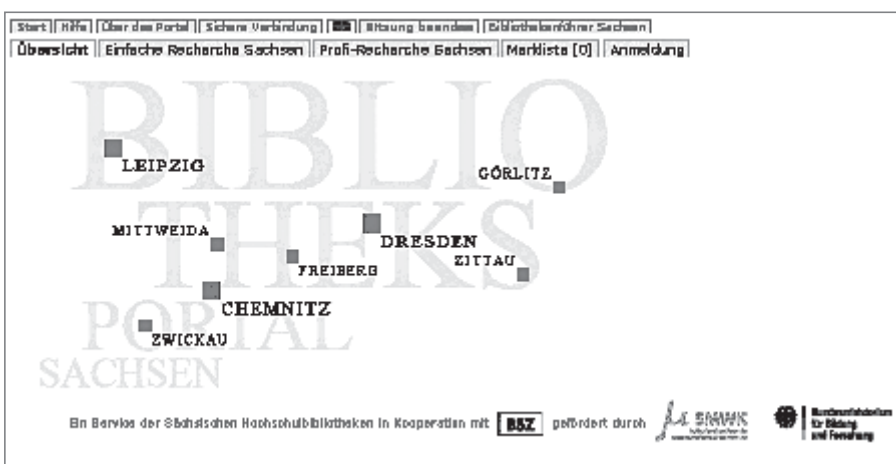 Start Hilfe Über das Portal Sichere Verbindung Sitzung beenden Bibliothekenführer Sachsen
Übersicht Einfache Recherche Sachsen Profi-Recherche Sachsen Merkliste [0] Anmeldung
BIBLIO
THEKS
PORTAL
SACHSEN
LEIPZIG
GÖRLITZ
MITTWEIDA
DRESDEN
FREIBERG
ZITTAU
CHEMNITZ
ZWICKAU
Ein Service der Sächsischen Hochschulbibliotheken in Kooperation mit BSZ gefördert durch SMWK
Bundesministerium
für Bildung
und Forschung